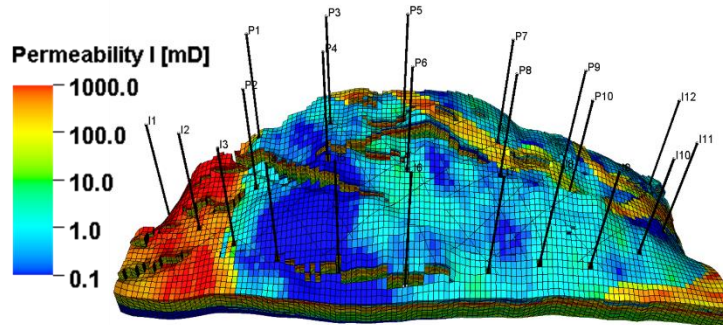 Permeability I [mD]
1000.0
100.0
10.0
1.0
0.1
I1
I2
I3
P1
P2
P3
P4
P5
P6
P7
P8
P9
P10
I12
I11
I10